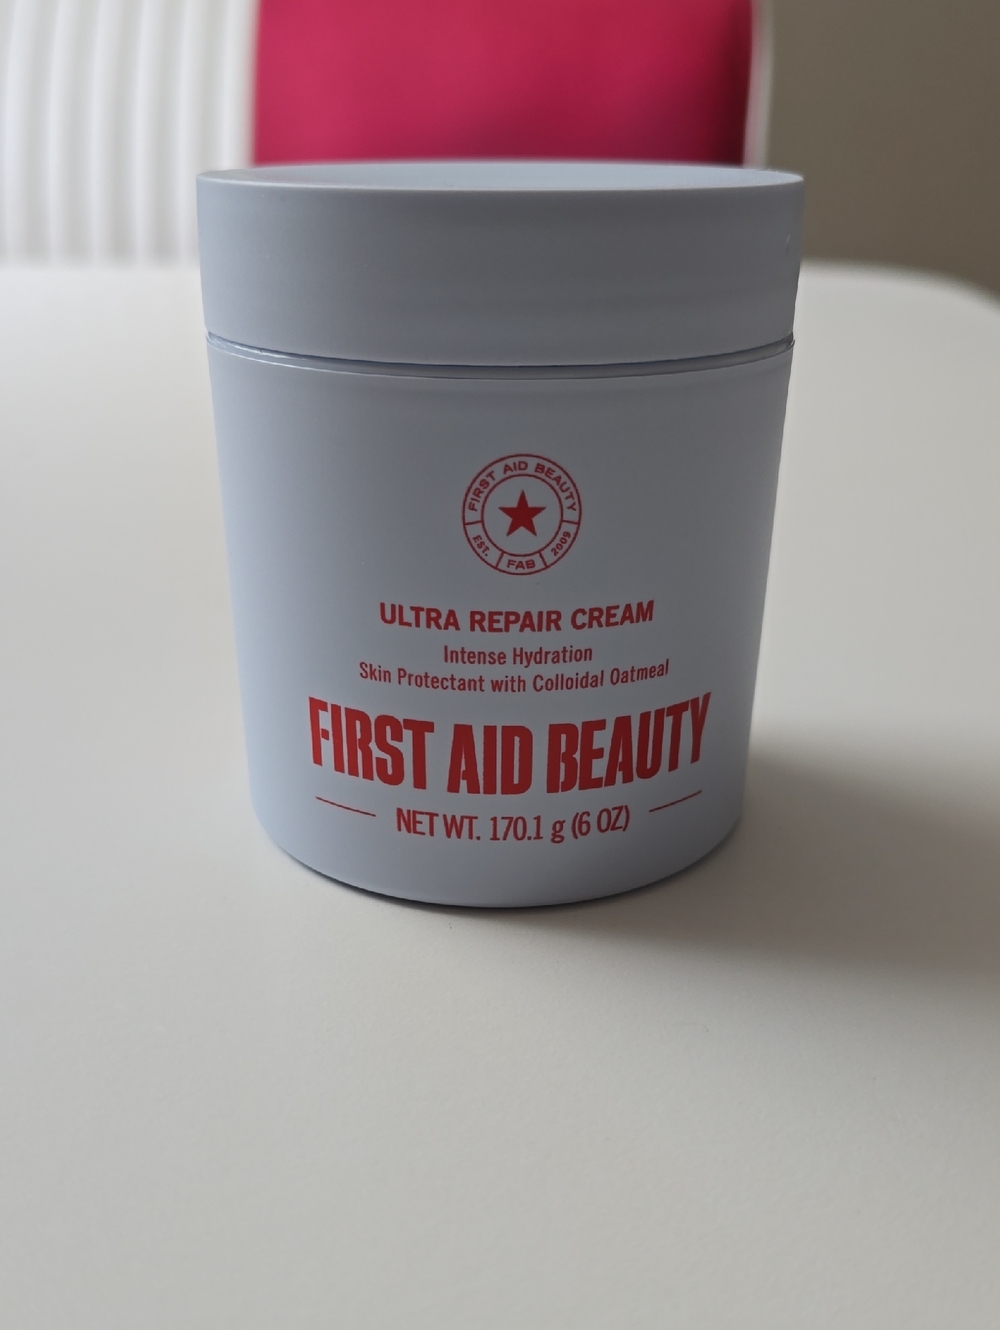 FIRST AID BEAUTY
EST. FAB 2009
ULTRA REPAIR CREAM
Intense Hydration
Skin Protectant with Colloidal Oatmeal
FIRST AID BEAUTY
NET WT. 170.1 g (6 OZ)